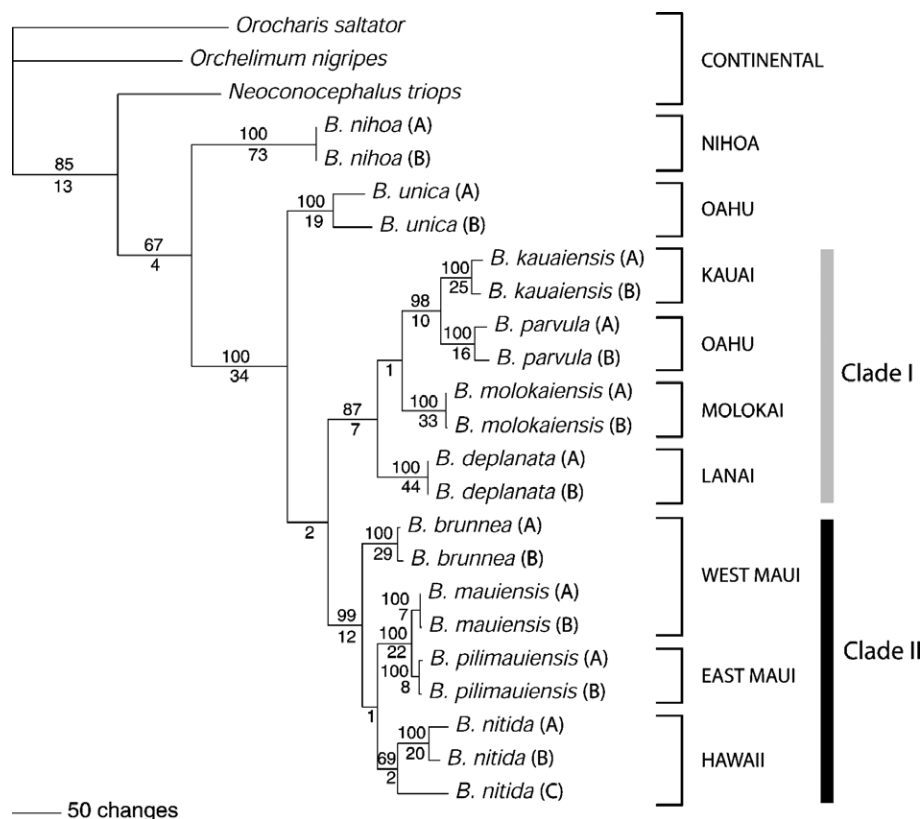 Orocharis saltator
Orchelimum nigripes
CONTINENTAL
Neoconocephalus triops
100
B. nihoa (A)
73
B. nihoa (B)
NIHOA
85
13
100
B. unica (A)
19
B. unica (B)
OAHU
67
4
100
B. kauaiensis (A)
25
B. kauaiensis (B)
KAUAI
98
10
100
B. parvula (A)
16
B. parvula (B)
OAHU
100
34
1
Clade I
100
B. molokaiensis (A)
33
B. molokaiensis (B)
MOLOKAI
87
7
100
B. deplanata (A)
44
B. deplanata (B)
LANAI
2
100
B. brunnea (A)
29
B. brunnea (B)
WEST MAUI
100
B. mauiensis (A)
7
B. mauiensis (B)
99
12
100
22
Clade II
100
B. pilimauiensis (A)
8
B. pilimauiensis (B)
EAST MAUI
1
100
B. nitida (A)
20
B. nitida (B)
HAWAII
69
2
B. nitida (C)
50 changes